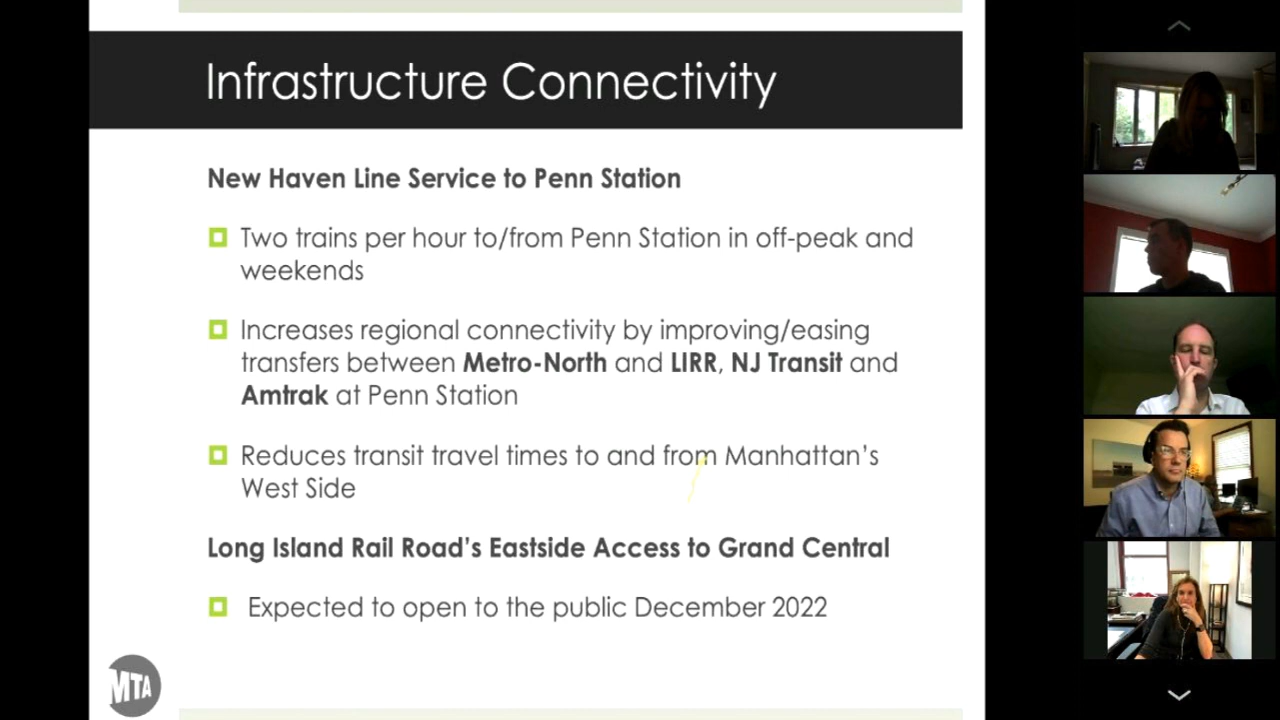 Infrastructure Connectivity
New Haven Line Service to Penn Station
Two trains per hour to/from Penn Station in off-peak and
weekends
Increases regional connectivity by improving/easing
transfers between Metro-North and LIRR, NJ Transit and
Amtrak at Penn Station
Reduces transit travel times to and from Manhattan's
West Side
Long Island Rail Road's Eastside Access to Grand Central
Expected to open to the public December 2022
MTA